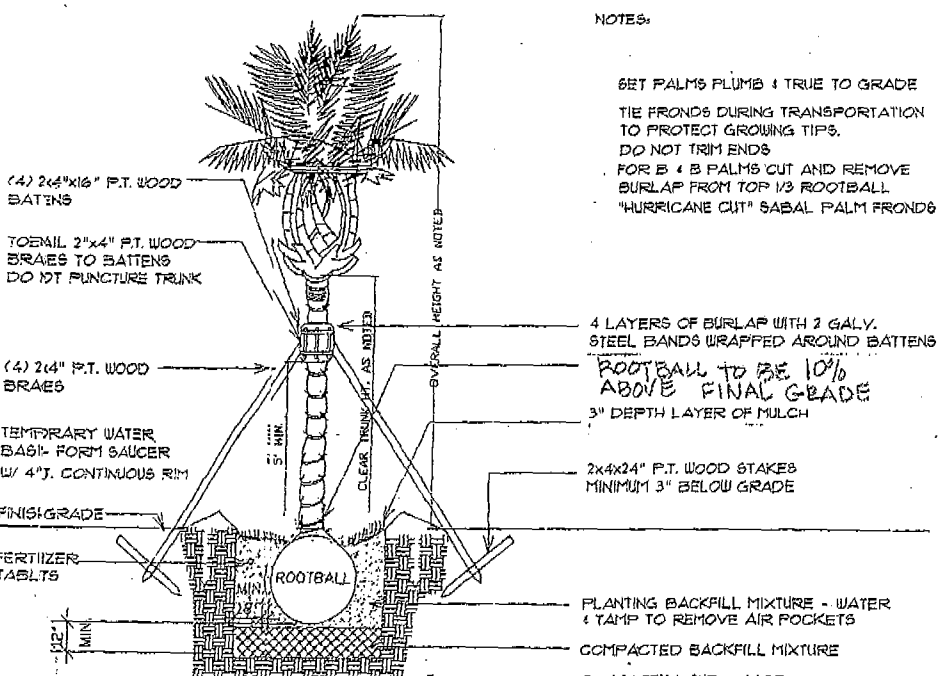 NOTES:
SET PALMS PLUMB & TRUE TO GRADE
TIE FRONDS DURING TRANSPORTATION
TO PROTECT GROWING TIPS.
DO NOT TRIM ENDS
FOR B & B PALMS CUT AND REMOVE
BURLAP FROM TOP 1/3 ROOTBALL
"HURRICANE CUT" SABAL PALM FRONDS
(4) 2x4"x16" P.T. WOOD
BATENS
TOENAIL 2"x4" P.T. WOOD
BRAES TO BATTENS
DO NOT PUNCTURE TRUNK
(4) 2x4" P.T. WOOD
BRAES
TEMPORARY WATER
BASI- FORM SAUCER
W/ 4" CONTINUOUS RIM
FINISH GRADE
FERTIIZER
TABLTS
12"
MIN.
5' MIN.
CLEAR TRUNK HT. AS NOTED
OVERALL HEIGHT AS NOTED
ROOTBALL
MIN.
4 LAYERS OF BURLAP WITH 2 GALV.
STEEL BANDS WRAPPED AROUND BATTENS
ROOTBALL TO BE 10%
ABOVE FINAL GRADE
3" DEPTH LAYER OF MULCH
2x4x24" P.T. WOOD STAKES
MINIMUM 3" BELOW GRADE
PLANTING BACKFILL MIXTURE - WATER
& TAMP TO REMOVE AIR POCKETS
COMPACTED BACKFILL MIXTURE